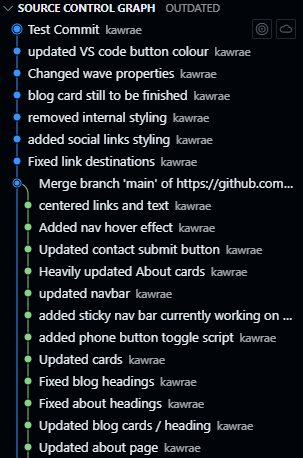 SOURCE CONTROL GRAPH OUTDATED
Test Commit kawrae
updated VS code button colour kawrae
Changed wave properties kawrae
blog card still to be finished kawrae
removed internal styling kawrae
added social links styling kawrae
Fixed link destinations kawrae
Merge branch 'main' of https://github.com...
centered links and text kawrae
Added nav hover effect kawrae
Updated contact submit button kawrae
Heavily updated About cards kawrae
updated navbar kawrae
added sticky nav bar currently working on ...
added phone button toggle script kawrae
Updated cards kawrae
Fixed blog headings kawrae
Fixed about headings kawrae
Updated blog cards / heading kawrae
Updated about page kawrae